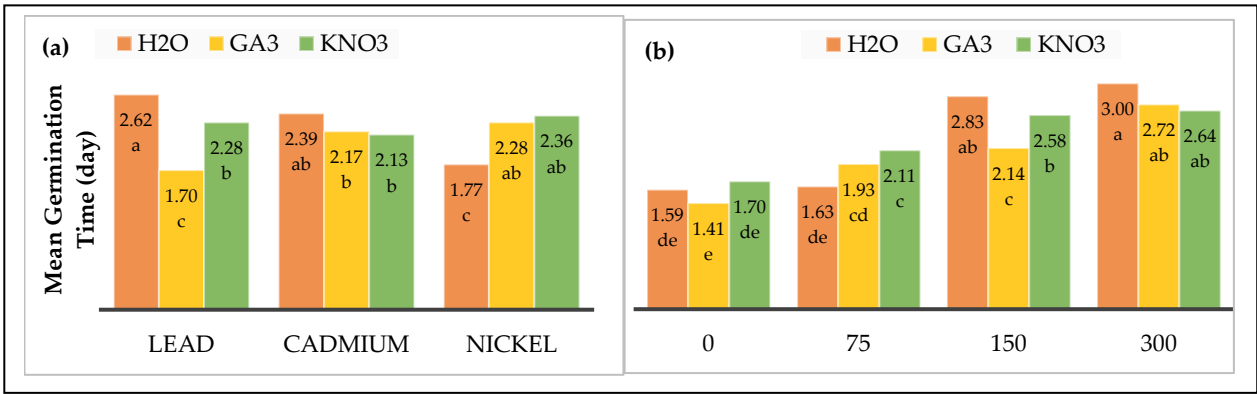 (a) H2O GA3 KNO3
Mean Germination
Time (day)
2.62
a
1.70
c
2.28
b
2.39
ab
2.17
b
2.13
b
1.77
c
2.28
ab
2.36
ab
LEAD CADMIUM NICKEL
(b) H2O GA3 KNO3
1.59
de
1.41
e
1.70
de
1.63
de
1.93
cd
2.11
c
2.83
ab
2.14
c
2.58
b
3.00
a
2.72
ab
2.64
ab
0 75 150 300